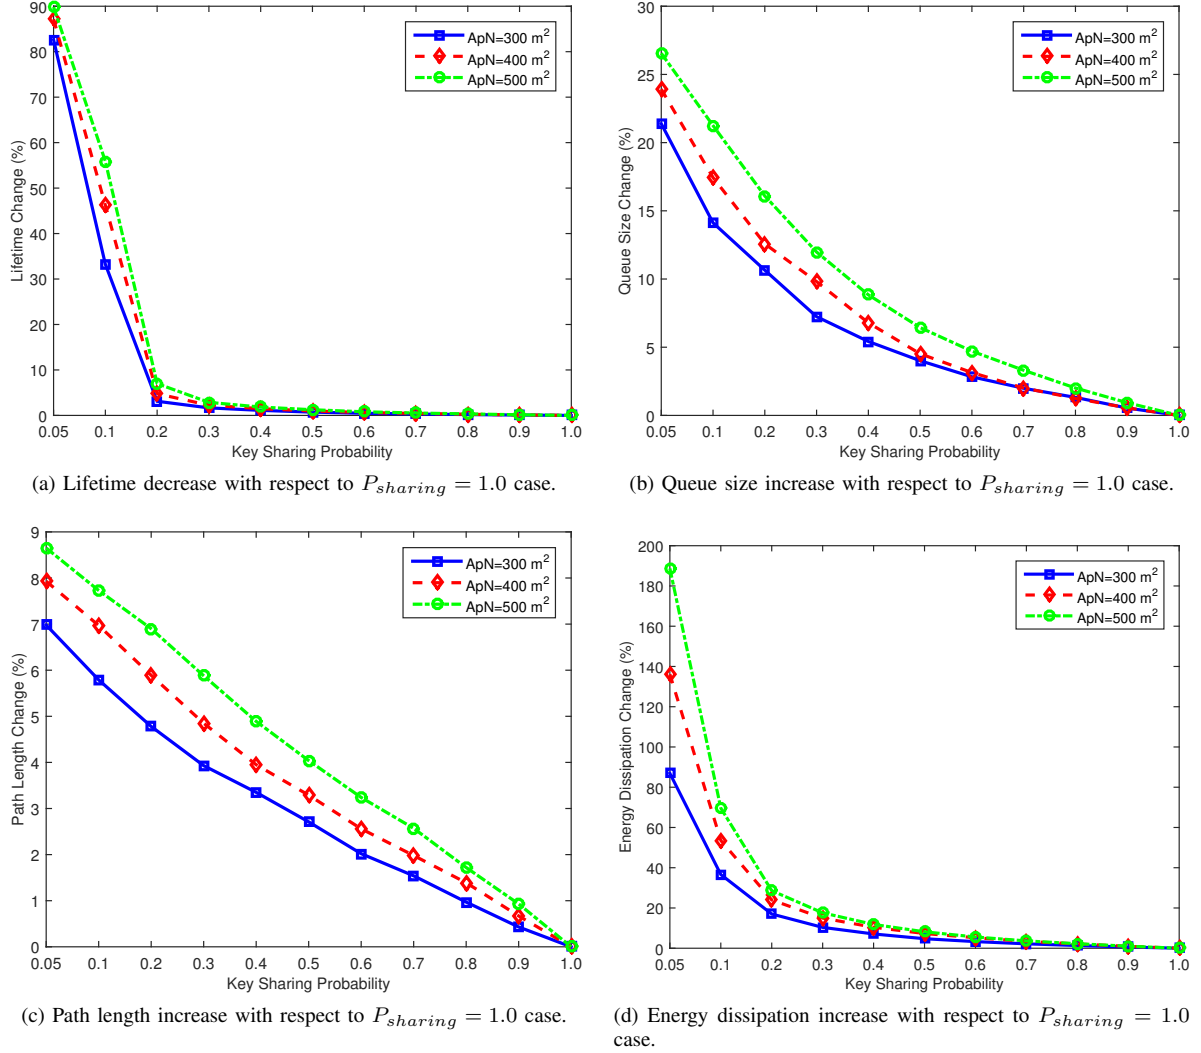 90
80
70
60
50
40
30
20
10
0
Lifetime Change (%)
ApN=300 m²
ApN=400 m²
ApN=500 m²
0.05 0.1 0.2 0.3 0.4 0.5 0.6 0.7 0.8 0.9 1.0
Key Sharing Probability
(a) Lifetime decrease with respect to P_sharing = 1.0 case.
30
25
20
15
10
5
0
Queue Size Change (%)
ApN=300 m²
ApN=400 m²
ApN=500 m²
0.05 0.1 0.2 0.3 0.4 0.5 0.6 0.7 0.8 0.9 1.0
Key Sharing Probability
(b) Queue size increase with respect to P_sharing = 1.0 case.
9
8
7
6
5
4
3
2
1
0
Path Length Change (%)
ApN=300 m²
ApN=400 m²
ApN=500 m²
0.05 0.1 0.2 0.3 0.4 0.5 0.6 0.7 0.8 0.9 1.0
Key Sharing Probability
(c) Path length increase with respect to P_sharing = 1.0 case.
200
180
160
140
120
100
80
60
40
20
0
Energy Dissipation Change (%)
ApN=300 m²
ApN=400 m²
ApN=500 m²
0.05 0.1 0.2 0.3 0.4 0.5 0.6 0.7 0.8 0.9 1.0
Key Sharing Probability
(d) Energy dissipation increase with respect to P_sharing = 1.0
case.